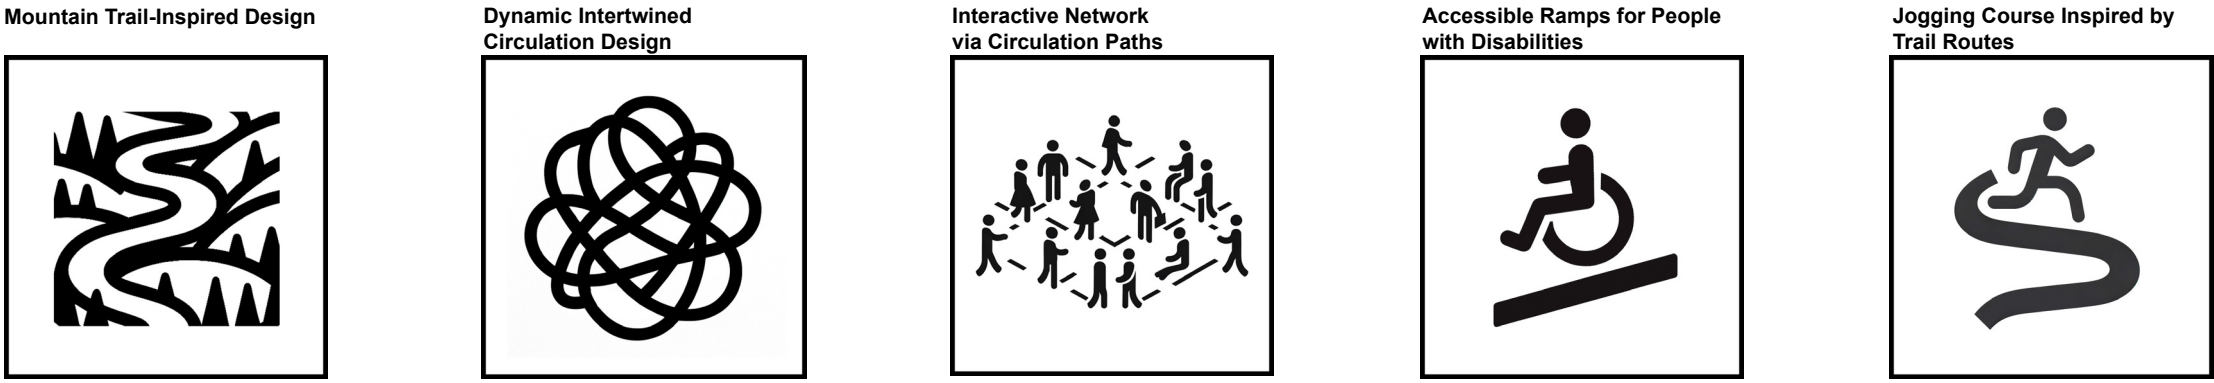 Mountain Trail-Inspired Design
Dynamic Intertwined
Circulation Design
Interactive Network
via Circulation Paths
Accessible Ramps for People
with Disabilities
Jogging Course Inspired by
Trail Routes